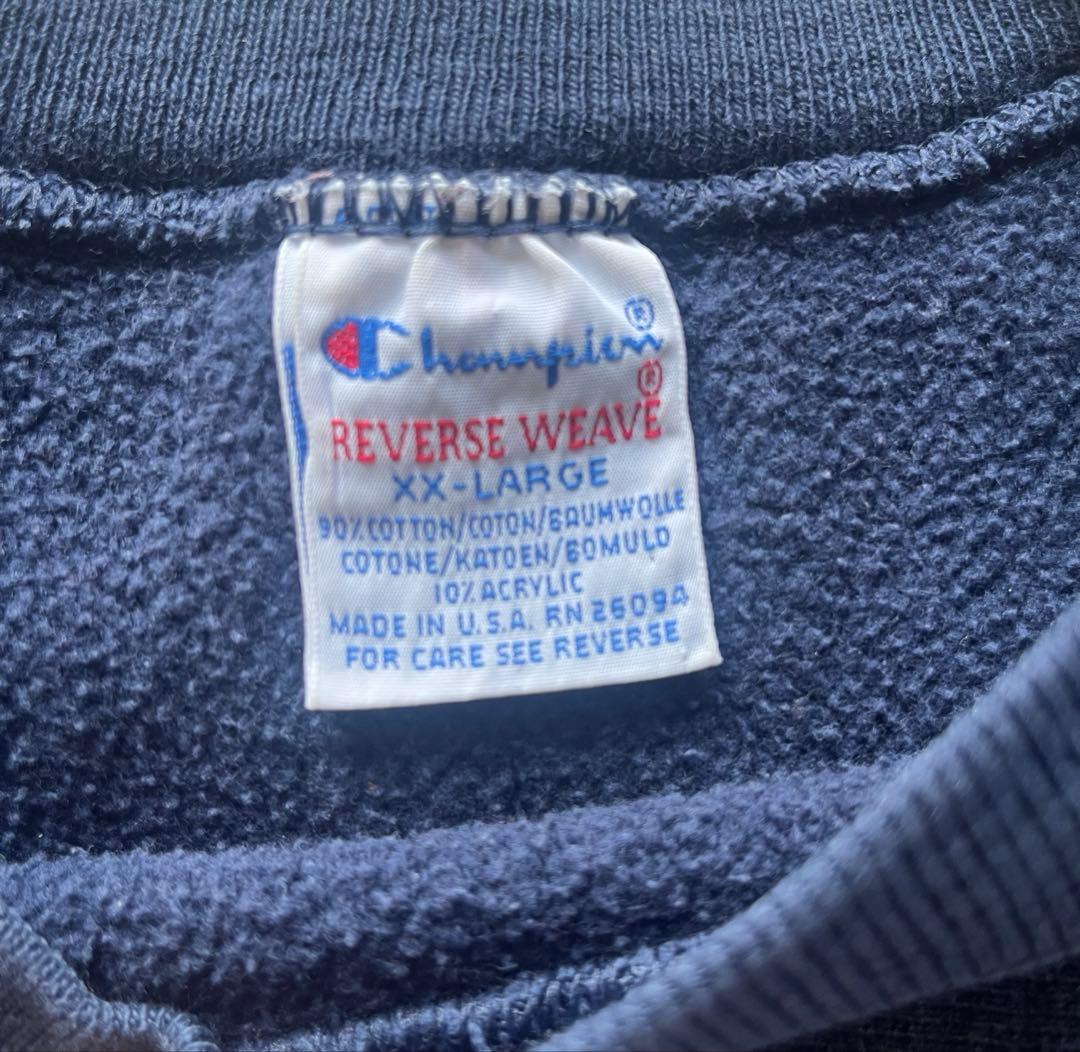 Champion®
REVERSE WEAVE®
XX-LARGE
90% COTTON/COTON/BAUMWOLLE
COTONE/KATOEN/BOMULD
10% ACRYLIC
MADE IN U.S.A. RN 26094
FOR CARE SEE REVERSE